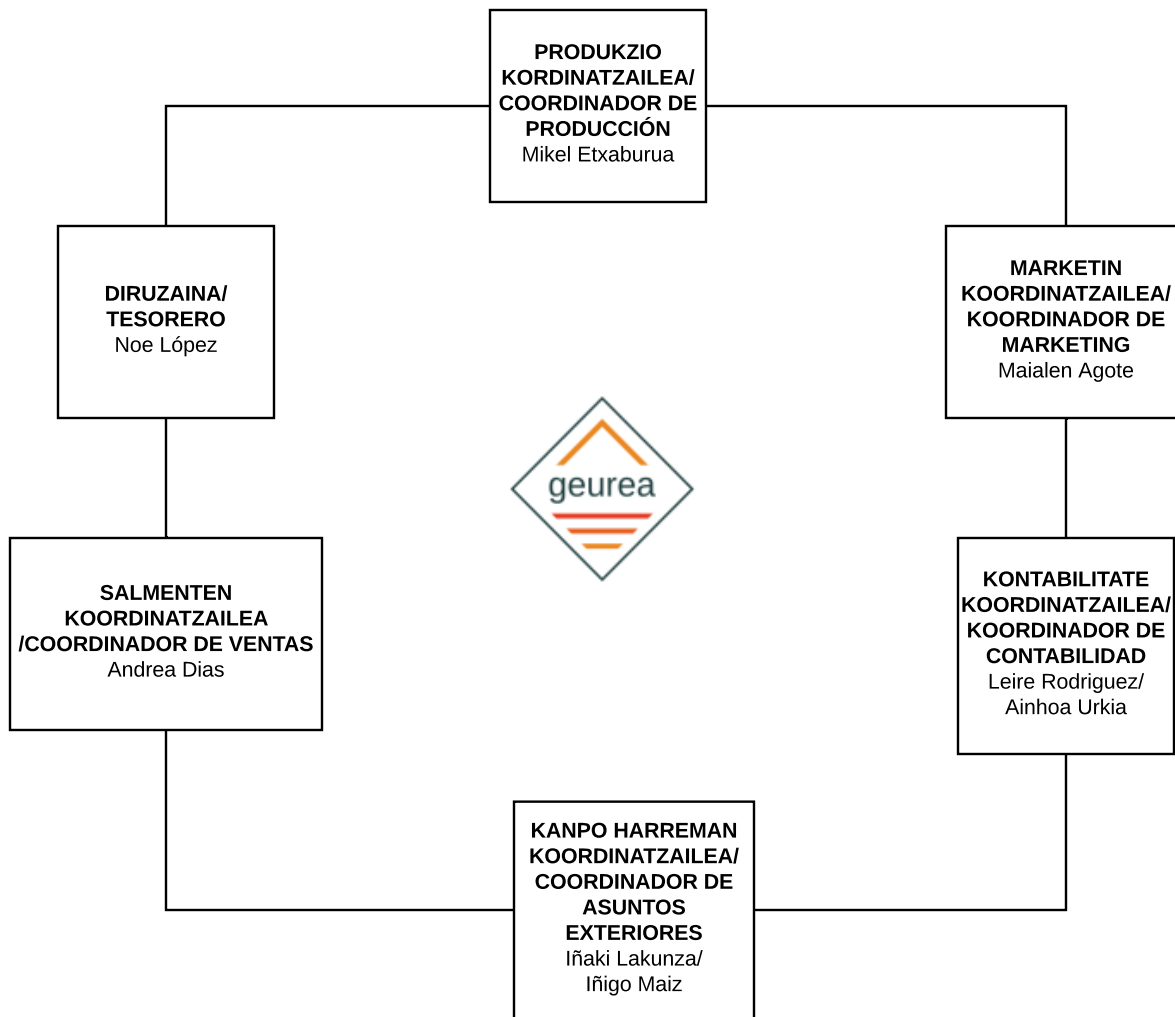 PRODUKZIO
KORDINATZAILEA/
COORDINADOR DE
PRODUCCIÓN
Mikel Etxaburua
DIRUZAINA/
TESORERO
Noe López
MARKETIN
KOORDINATZAILEA/
KOORDINADOR DE
MARKETING
Maialen Agote
geurea
SALMENTEN
KOORDINATZAILEA
/COORDINADOR DE VENTAS
Andrea Dias
KONTABILITATE
KOORDINATZAILEA/
KOORDINADOR DE
CONTABILIDAD
Leire Rodriguez/
Ainhoa Urkia
KANPO HARREMAN
KOORDINATZAILEA/
COORDINADOR DE
ASUNTOS
EXTERIORES
Iñaki Lakunza/
Iñigo Maiz